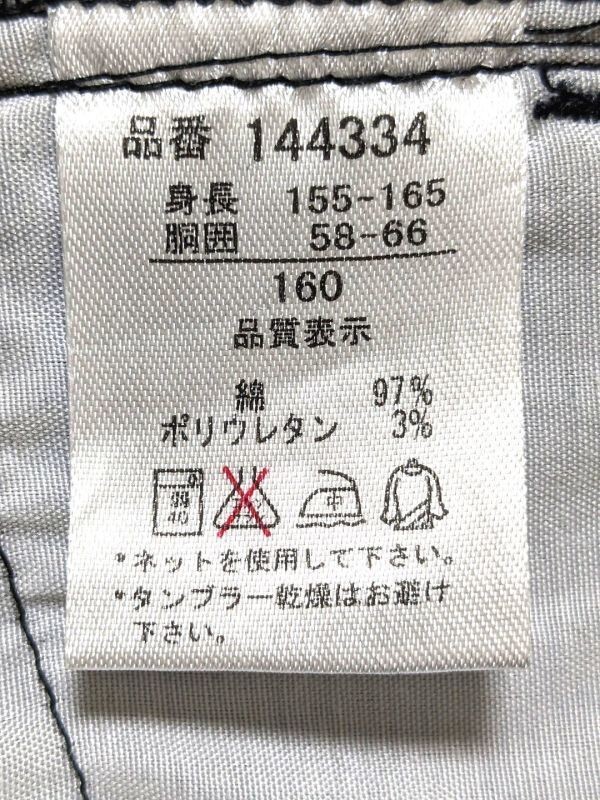 品番 144334
身長 155-165
胴囲 58-66
160
品質表示
綿 97%
ポリウレタン 3%
40
中
*ネットを使用して下さい。
*タンブラー乾燥はお避け
下さい。